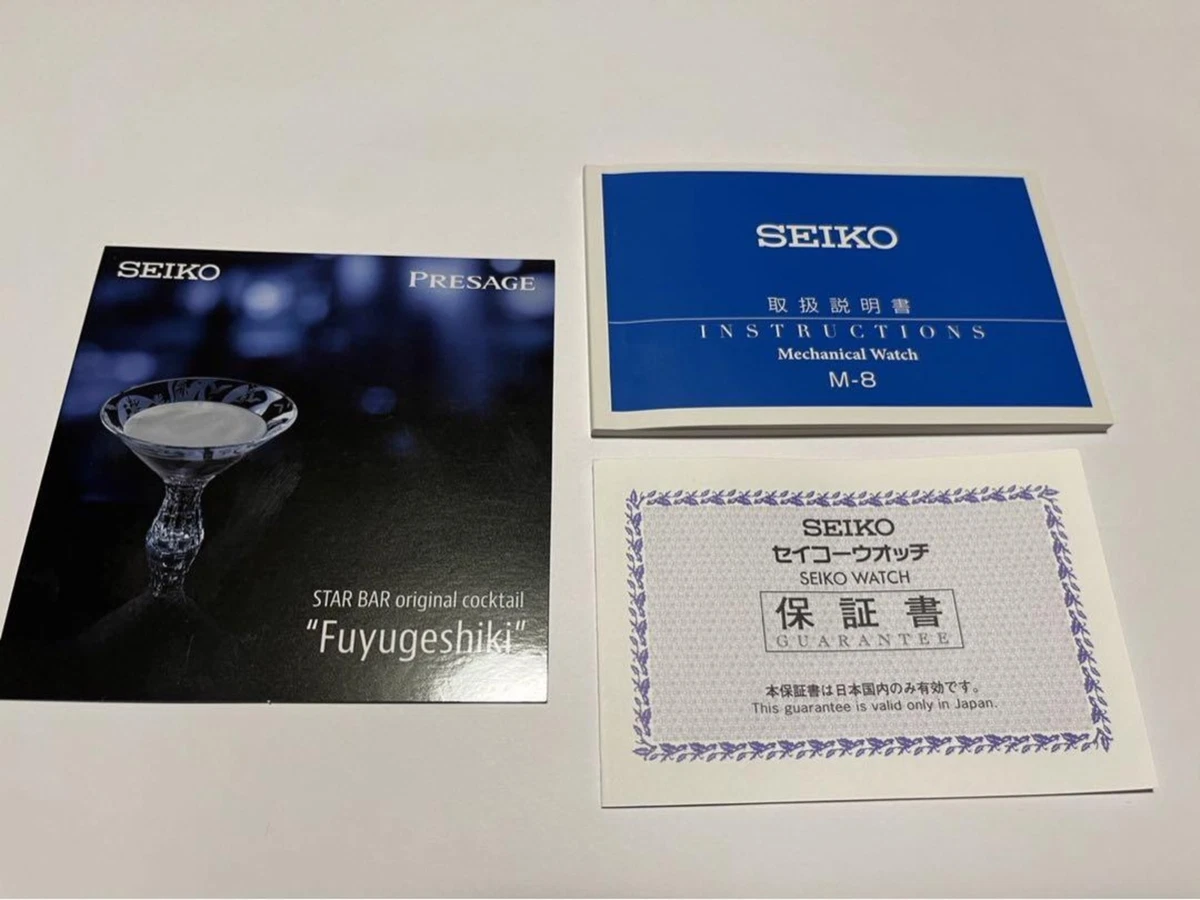 SEIKO
PRESAGE
STAR BAR original cocktail
"Fuyugeshiki"
SEIKO
取扱説明書
INSTRUCTIONS
Mechanical Watch
M-8
SEIKO
セイコーウオッチ
SEIKO WATCH
保証書
GUARANTEE
本保証書は日本国内のみ有効です。
This guarantee is valid only in Japan.